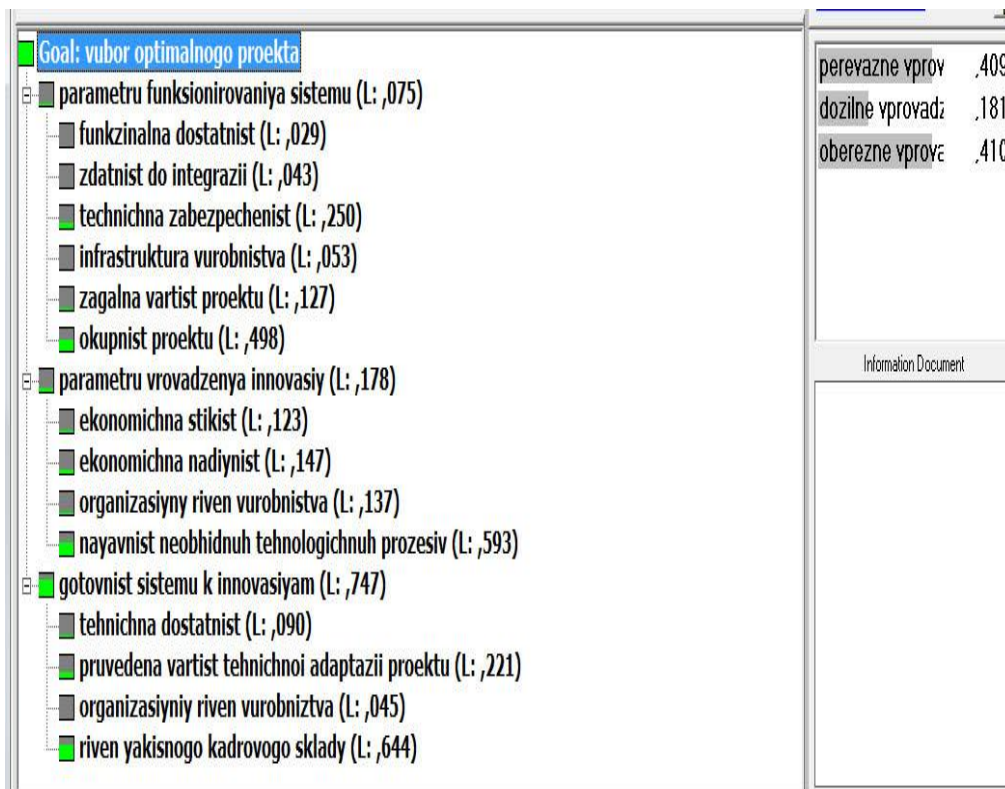 Goal: vubor optimalnogo proekta
parametru funksionirovaniya sistemu (L: ,075)
funkzinalna dostatnist (L: ,029)
zdatnist do integrazii (L: ,043)
technichna zabezpechenist (L: ,250)
infrastruktura vurobnistva (L: ,053)
zagalna vartist proektu (L: ,127)
okupnist proektu (L: ,498)
parametru vrovadzenya innovasiy (L: ,178)
ekonomichna stikist (L: ,123)
ekonomichna nadiynist (L: ,147)
organizasiyny riven vurobnistva (L: ,137)
nayavnist neobhidnuh tehnologichnuh prozesiv (L: ,593)
gotovnist sistemu k innovasiyam (L: ,747)
tehnichna dostatnist (L: ,090)
pruvedena vartist tehnichnoi adaptazii proektu (L: ,221)
organizasiyniy riven vurobniztva (L: ,045)
riven yakisnogo kadrovogo sklady (L: ,644)
perevazne vprov ,409
dozilne vprovadz ,181
oberezne vprova ,410
Information Document